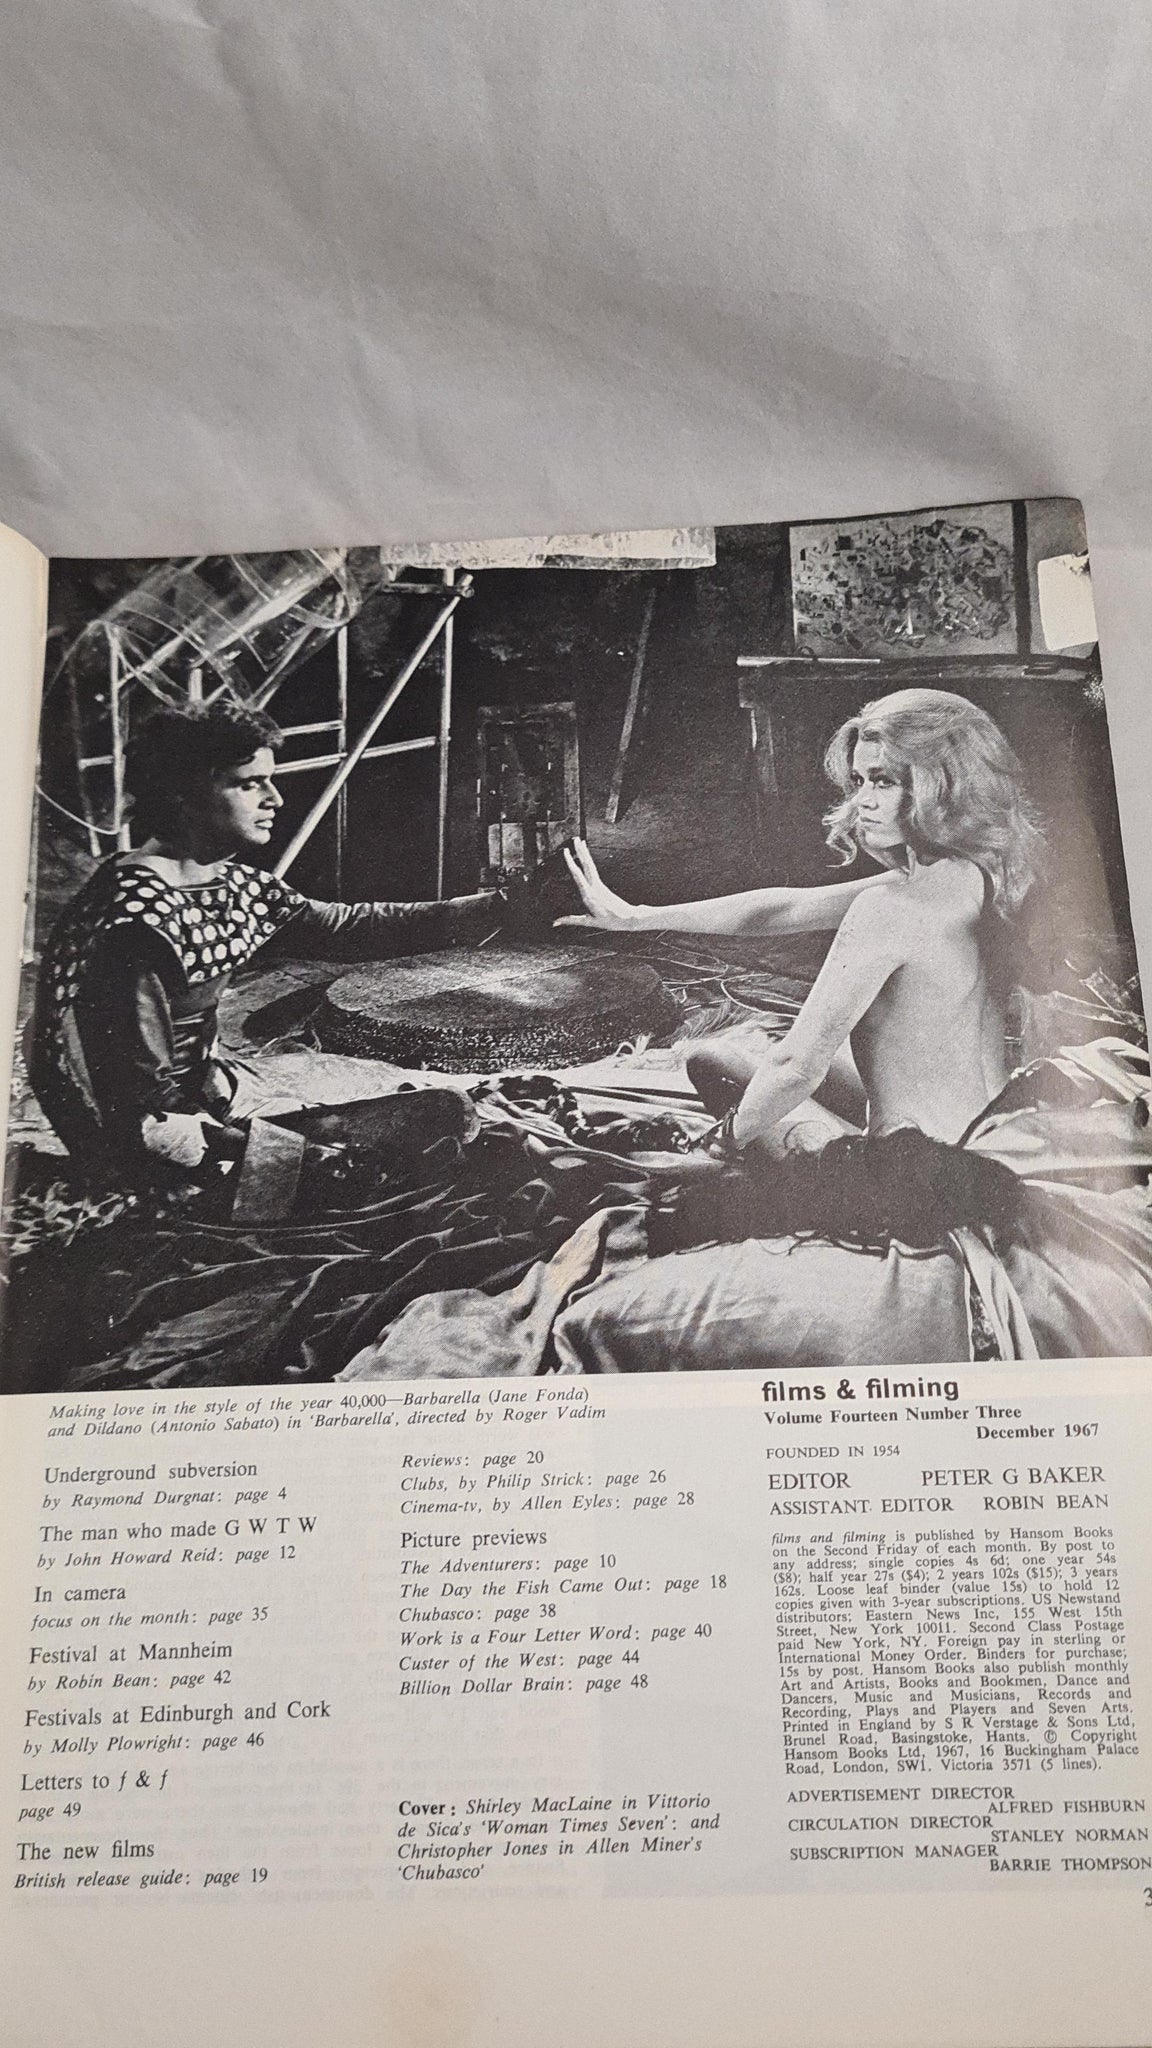 Making love in the style of the year 40,000—Barbarella (Jane Fonda)
and Dildano (Antonio Sabato) in 'Barbarella', directed by Roger Vadim
Underground subversion
by Raymond Durgnat: page 4
The man who made G W T W
by John Howard Reid: page 12
In camera
focus on the month: page 35
Festival at Mannheim
by Robin Bean: page 42
Festivals at Edinburgh and Cork
by Molly Plowright: page 46
Letters to f & f
page 49
The new films
British release guide: page 19
Reviews: page 20
Clubs, by Philip Strick: page 26
Cinema-tv, by Allen Eyles: page 28
Picture previews
The Adventurers: page 10
The Day the Fish Came Out: page 18
Chubasco: page 38
Work is a Four Letter Word: page 40
Custer of the West: page 44
Billion Dollar Brain: page 48
Cover: Shirley MacLaine in Vittorio
de Sica's 'Woman Times Seven': and
Christopher Jones in Allen Miner's
'Chubasco'
films & filming
Volume Fourteen Number Three
December 1967
FOUNDED IN 1954
EDITOR PETER G BAKER
ASSISTANT EDITOR ROBIN BEAN
films and filming is published by Hansom Books
on the Second Friday of each month. By post to
any address; single copies 4s 6d; one year 54s
($8); half year 27s ($4); 2 years 102s ($15); 3 years
162s. Loose leaf binder (value 15s) to hold 12
copies given with 3-year subscriptions. US Newstand
distributors; Eastern News Inc, 155 West 15th
Street, New York 10011. Second Class Postage
paid New York, NY. Foreign pay in sterling or
International Money Order. Binders for purchase;
15s by post. Hansom Books also publish monthly
Art and Artists, Books and Bookmen, Dance and
Dancers, Music and Musicians, Records and
Recording, Plays and Players and Seven Arts.
Printed in England by S R Verstage & Sons Ltd,
Brunel Road, Basingstoke, Hants. © Copyright
Hansom Books Ltd, 1967, 16 Buckingham Palace
Road, London, SW1. Victoria 3571 (5 lines).
ADVERTISEMENT DIRECTOR
ALFRED FISHBURN
CIRCULATION DIRECTOR
STANLEY NORMAN
SUBSCRIPTION MANAGER
BARRIE THOMPSON
3